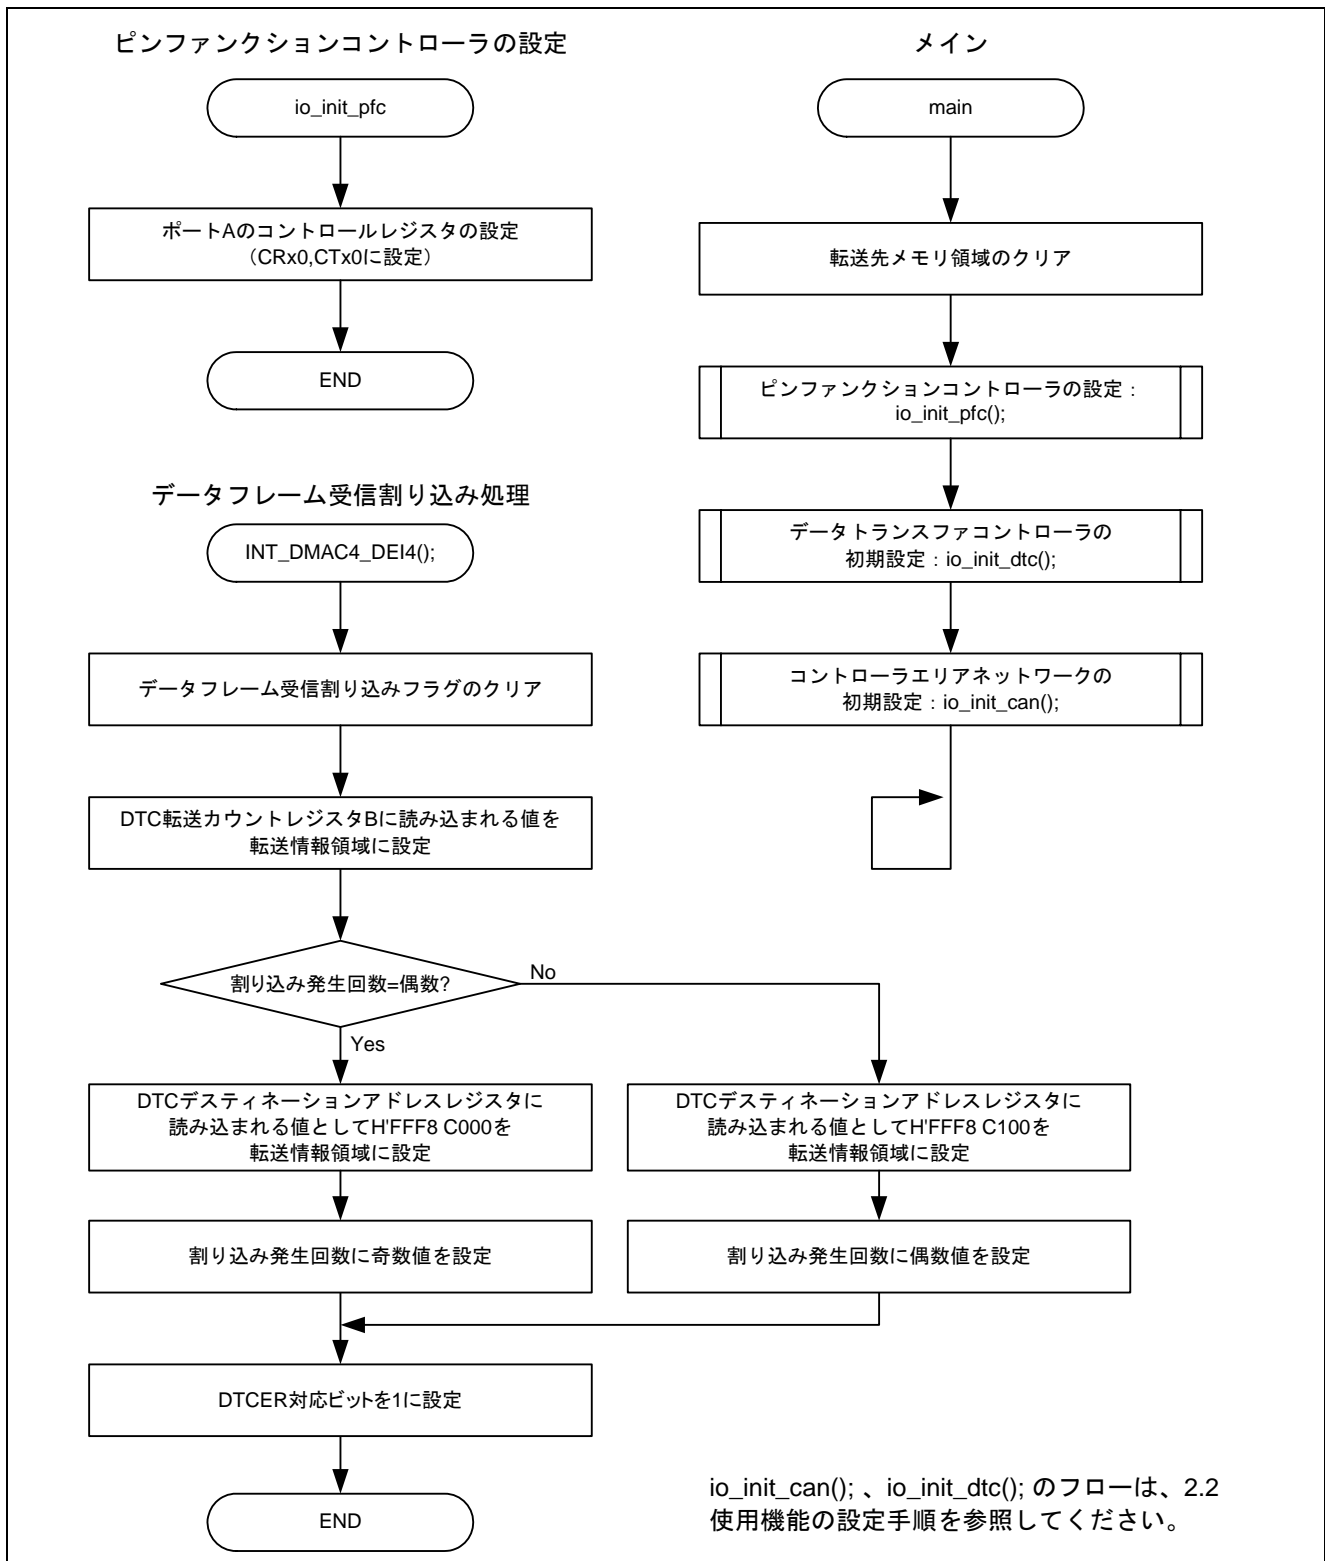 ピンファンクションコントローラの設定
io_init_pfc
ポートAのコントロールレジスタの設定
（CRx0,CTx0に設定）
END
メイン
main
転送先メモリ領域のクリア
ピンファンクションコントローラの設定：
io_init_pfc();
データトランスファコントローラの
初期設定：io_init_dtc();
コントローラエリアネットワークの
初期設定：io_init_can();
データフレーム受信割り込み処理
INT_DMAC4_DEI4();
データフレーム受信割り込みフラグのクリア
DTC転送カウントレジスタBに読み込まれる値を
転送情報領域に設定
割り込み発生回数=偶数?
No
Yes
DTCデスティネーションアドレスレジスタに
読み込まれる値としてH'FFF8 C000を
転送情報領域に設定
DTCデスティネーションアドレスレジスタに
読み込まれる値としてH'FFF8 C100を
転送情報領域に設定
割り込み発生回数に奇数値を設定
割り込み発生回数に偶数値を設定
DTCER対応ビットを1に設定
END
io_init_can(); 、io_init_dtc(); のフローは、2.2
使用機能の設定手順を参照してください。